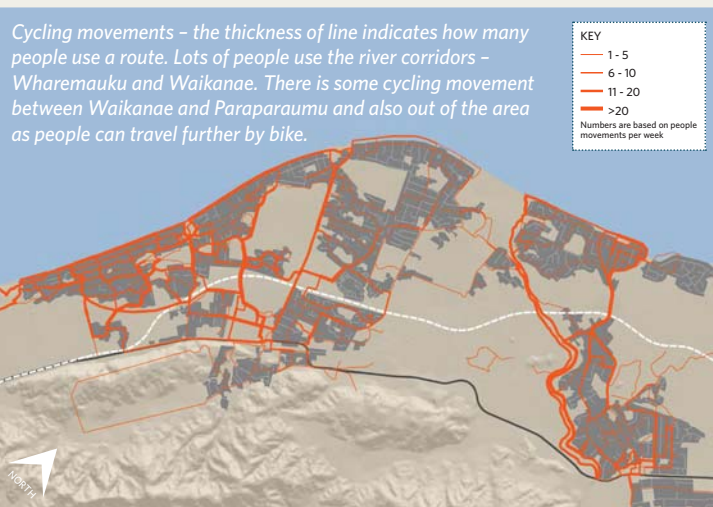 Cycling movements – the thickness of line indicates how many
people use a route. Lots of people use the river corridors –
Wharemauku and Waikanae. There is some cycling movement
between Waikanae and Paraparaumu and also out of the area
as people can travel further by bike.
KEY
1 - 5
6 - 10
11 - 20
>20
Numbers are based on people
movements per week
NORTH